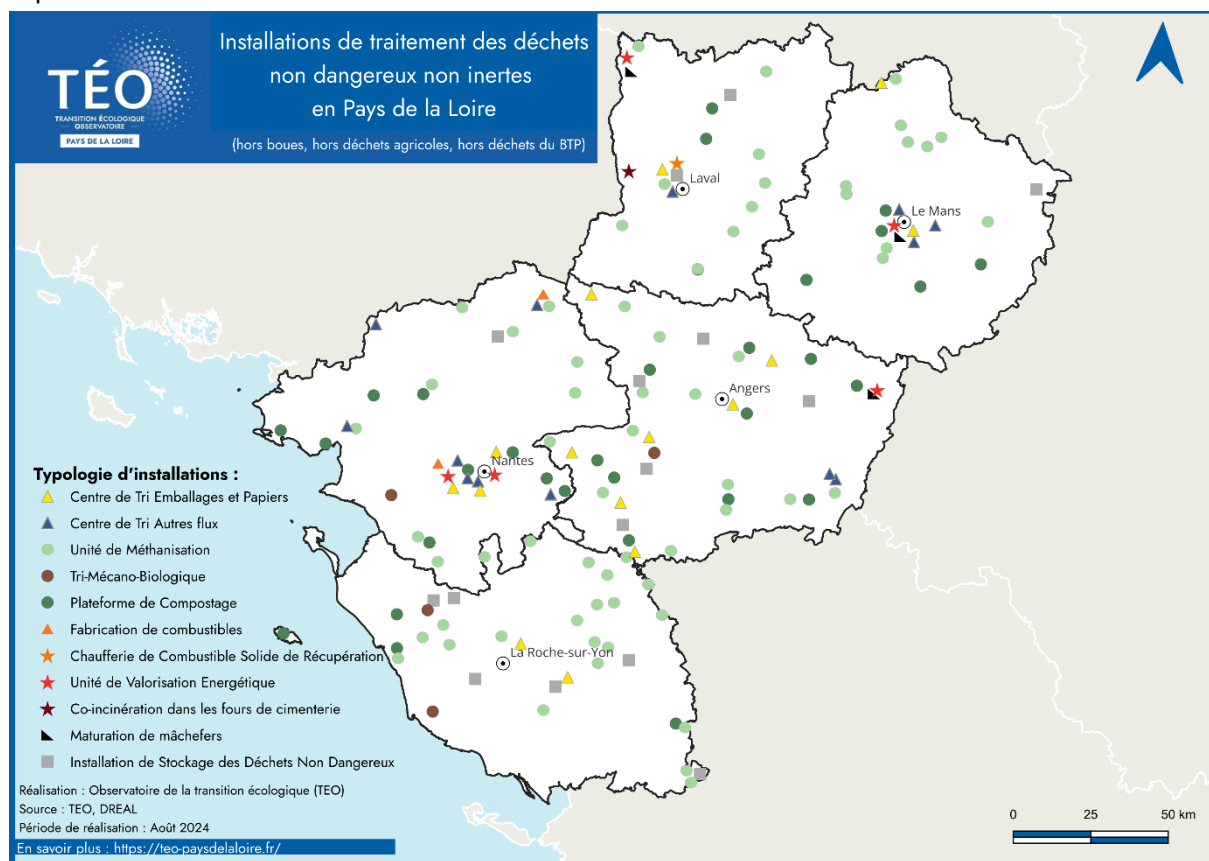 TÉO
TRANSITION ÉCOLOGIQUE
OBSERVATOIRE
PAYS DE LA LOIRE
Installations de traitement des déchets
non dangereux non inertes
en Pays de la Loire
(hors boues, hors déchets agricoles, hors déchets du BTP)
Laval
Le Mans
Angers
Nantes
La Roche-sur-Yon
Typologie d'installations :
Centre de Tri Emballages et Papiers
Centre de Tri Autres flux
Unité de Méthanisation
Tri-Mécano-Biologique
Plateforme de Compostage
Fabrication de combustibles
Chaufferie de Combustible Solide de Récupération
Unité de Valorisation Energétique
Co-incinération dans les fours de cimenterie
Maturation de mâchefers
Installation de Stockage des Déchets Non Dangereux
Réalisation : Observatoire de la transition écologique (TEO)
Source : TEO, DREAL
Période de réalisation : Août 2024
En savoir plus : https://teo-paysdelaloire.fr/
0 25 50 km